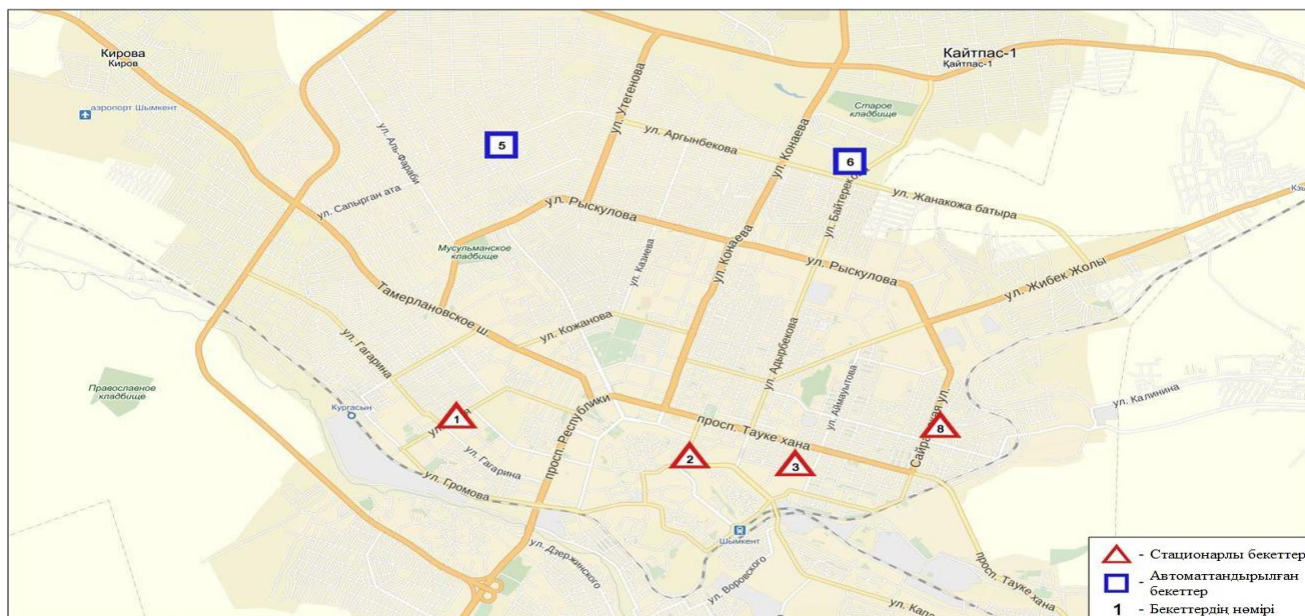 Кирова
Киров
аэропорт Шымкент
Кайтпас-1
Қайтпас-1
Старое
кладбище
ул. Утегенова
ул. Аль-Фараби
5
ул. Аргынбекова
ул. Конаева
6
ул. Байтерекова
ул. Жанакожа батыра
ул. Сапырган ата
ул. Рыскулова
Мусульманское
кладбище
ул. Казиева
ул. Конаева
ул. Рыскулова
ул. Жибек Жолы
Тамерлановское ш.
ул. Кожанова
ул. Гагарина
ул. Адырбекова
ул. Аймауытова
Православное
кладбище
Кургасын
1
просп. Республики
просп. Тауке хана
8
ул. Калинина
ул. Гагарина
2
3
ул. Громова
ул. Дзержинского
Шымкент
ул. Воровского
просп. Тауке хана
- Стационарлы бекеттер
- Автоматтандырылған
бекеттер
1 - Бекеттердің нөмірі